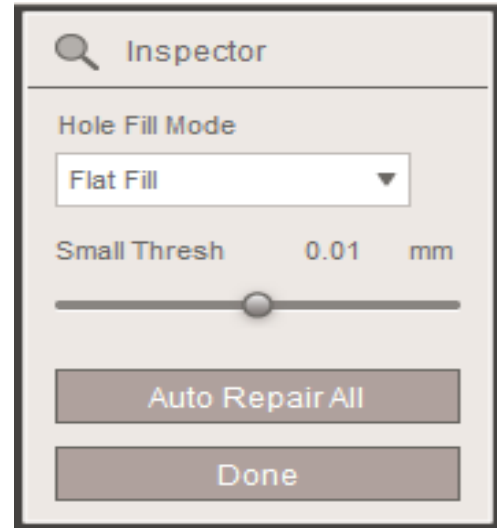 Inspector
Hole Fill Mode
Flat Fill
Small Thresh 0.01 mm
Auto Repair All
Done